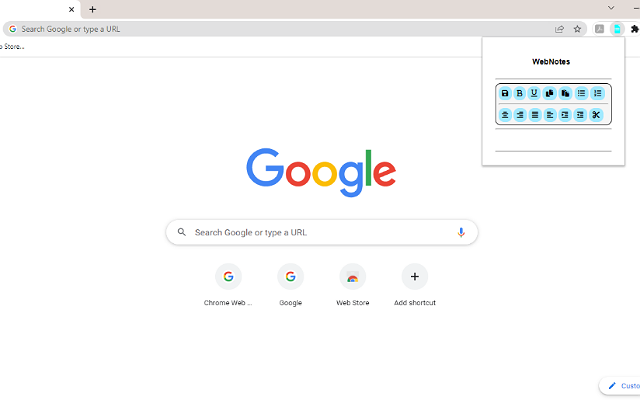 Search Google or type a URL
Store...
WebNotes
B U
Google
Search Google or type a URL
Chrome Web ...
Google
Web Store
Add shortcut
Custo